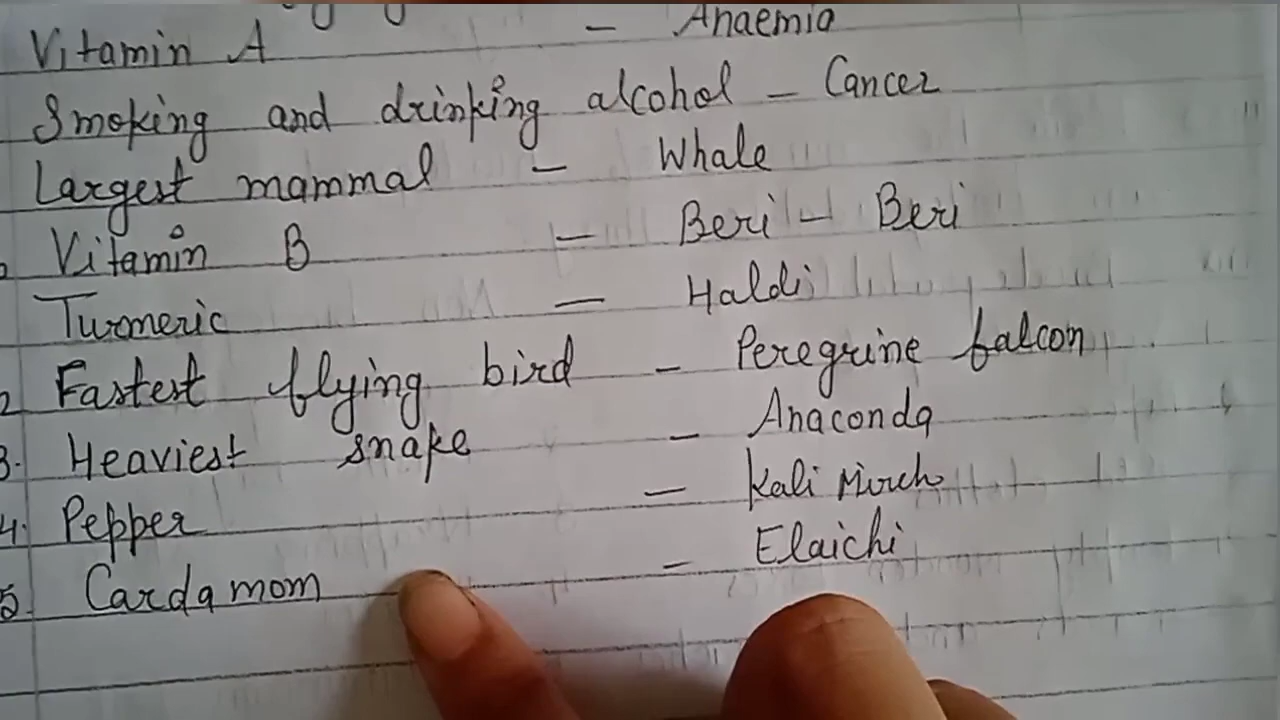 Vitamin A - Anaemia
Smoking and drinking alcohol - Cancer
Largest mammal - Whale
Vitamin B - Beri - Beri
Turmeric - Haldi
2 Fastest flying bird - Peregrine falcon
3. Heaviest snake - Anaconda
4. Pepper - Kali Mirch
5. Cardamom - Elaichi